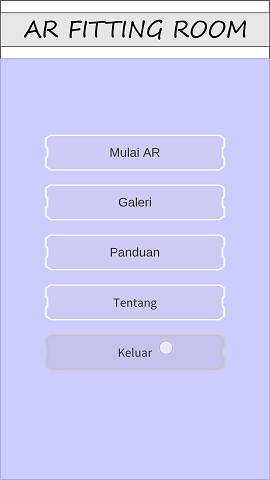 AR FITTING ROOM
Mulai AR
Galeri
Panduan
Tentang
Keluar